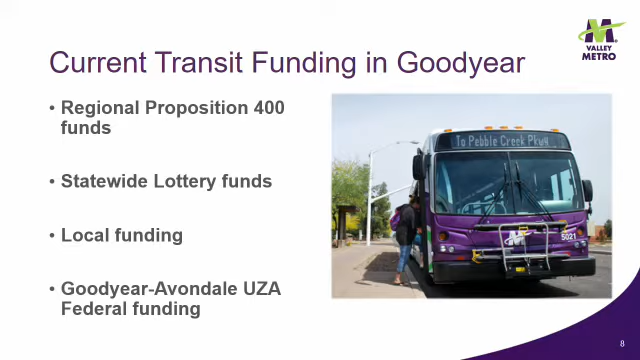 VALLEY
METRO
Current Transit Funding in Goodyear
• Regional Proposition 400
funds
• Statewide Lottery funds
• Local funding
• Goodyear-Avondale UZA
Federal funding
To Pebble Creek Pkwy
5021
8